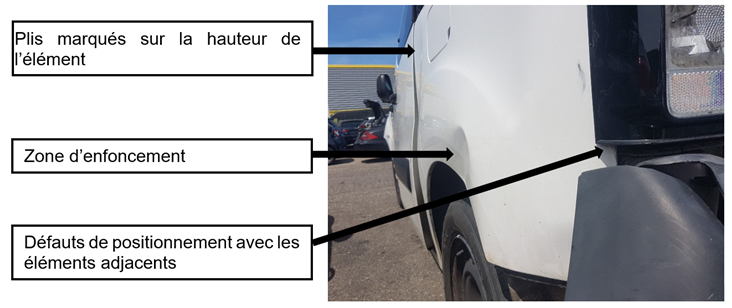 Plis marqués sur la hauteur de
l’élément
Zone d’enfoncement
Défauts de positionnement avec les
éléments adjacents